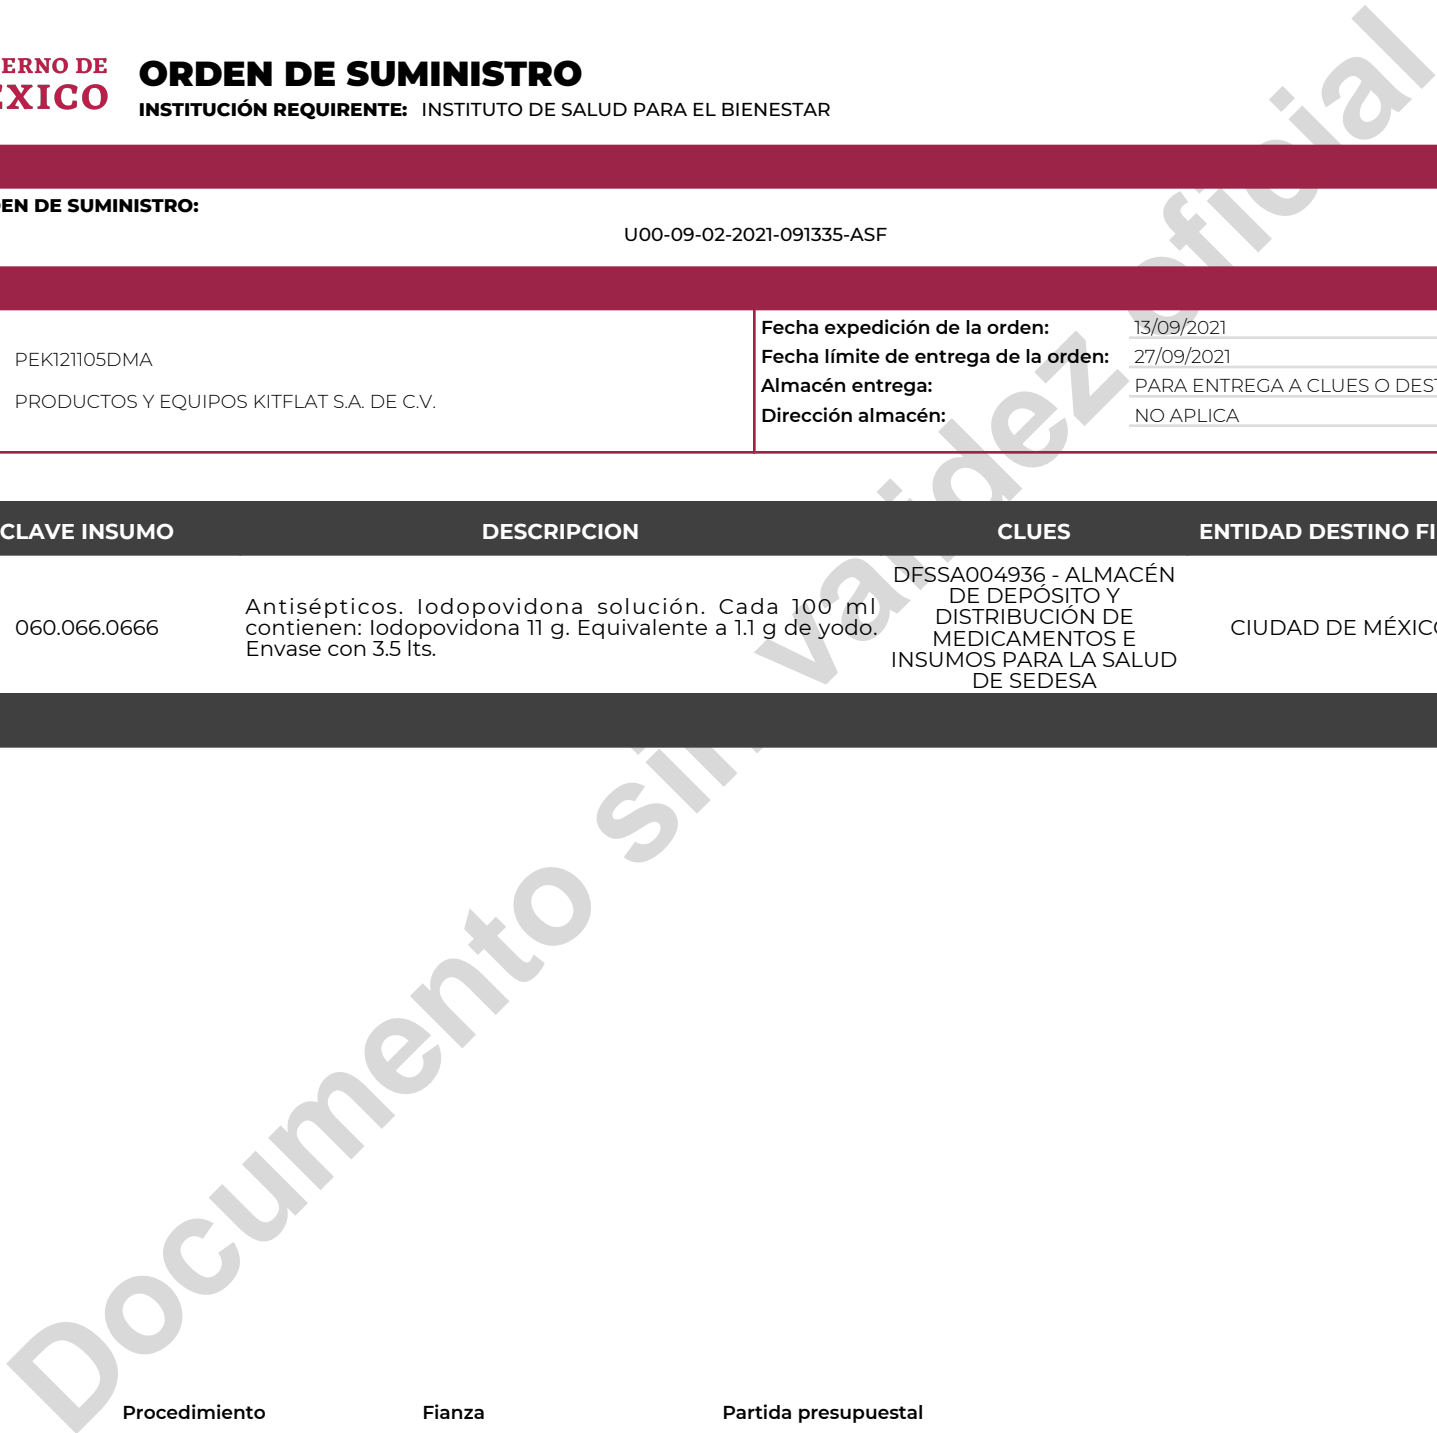 ERNO DE
ÉXICO
ORDEN DE SUMINISTRO
INSTITUCIÓN REQUIRENTE: INSTITUTO DE SALUD PARA EL BIENESTAR
EN DE SUMINISTRO:
U00-09-02-2021-091335-ASF
PEK121105DMA
PRODUCTOS Y EQUIPOS KITFLAT S.A. DE C.V.
Fecha expedición de la orden: 13/09/2021
Fecha límite de entrega de la orden: 27/09/2021
Almacén entrega: PARA ENTREGA A CLUES O DEST
Dirección almacén: NO APLICA
CLAVE INSUMO DESCRIPCION CLUES ENTIDAD DESTINO FI
060.066.0666
Antisépticos. Iodopovidona solución. Cada 100 ml
contienen: Iodopovidona 11 g. Equivalente a 1.1 g de yodo.
Envase con 3.5 lts.
DFSSA004936 - ALMACÉN
DE DEPÓSITO Y
DISTRIBUCIÓN DE
MEDICAMENTOS E
INSUMOS PARA LA SALUD
DE SEDESA
CIUDAD DE MÉXICO
Documento sin validez oficial
Procedimiento Fianza Partida presupuestal